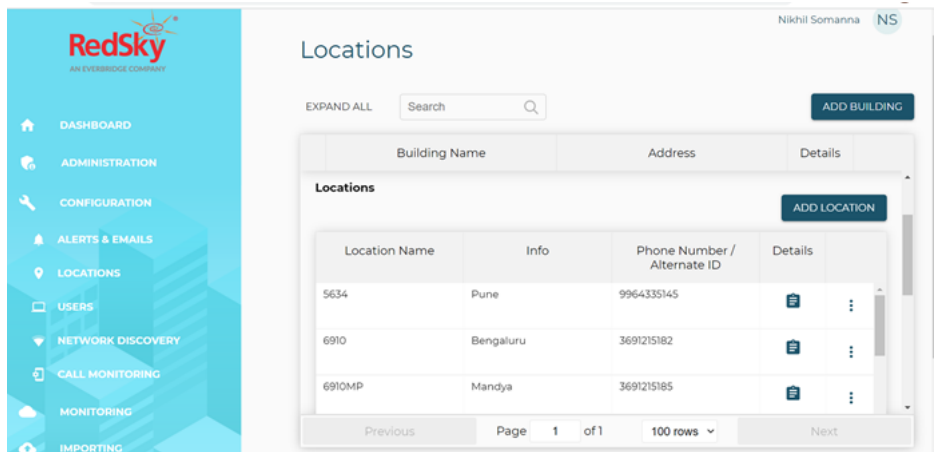 RedSky
AN EVERBRIDGE COMPANY
DASHBOARD
ADMINISTRATION
CONFIGURATION
ALERTS & EMAILS
LOCATIONS
USERS
NETWORK DISCOVERY
CALL MONITORING
MONITORING
IMPORTING
Nikhil Somanna NS
Locations
EXPAND ALL Search ADD BUILDING
Building Name Address Details
Locations
ADD LOCATION
Location Name Info Phone Number / Details
Alternate ID
5634 Pune 9964335145
6910 Bengaluru 3691215182
6910MP Mandya 3691215185
Previous Page 1 of 1 100 rows Next